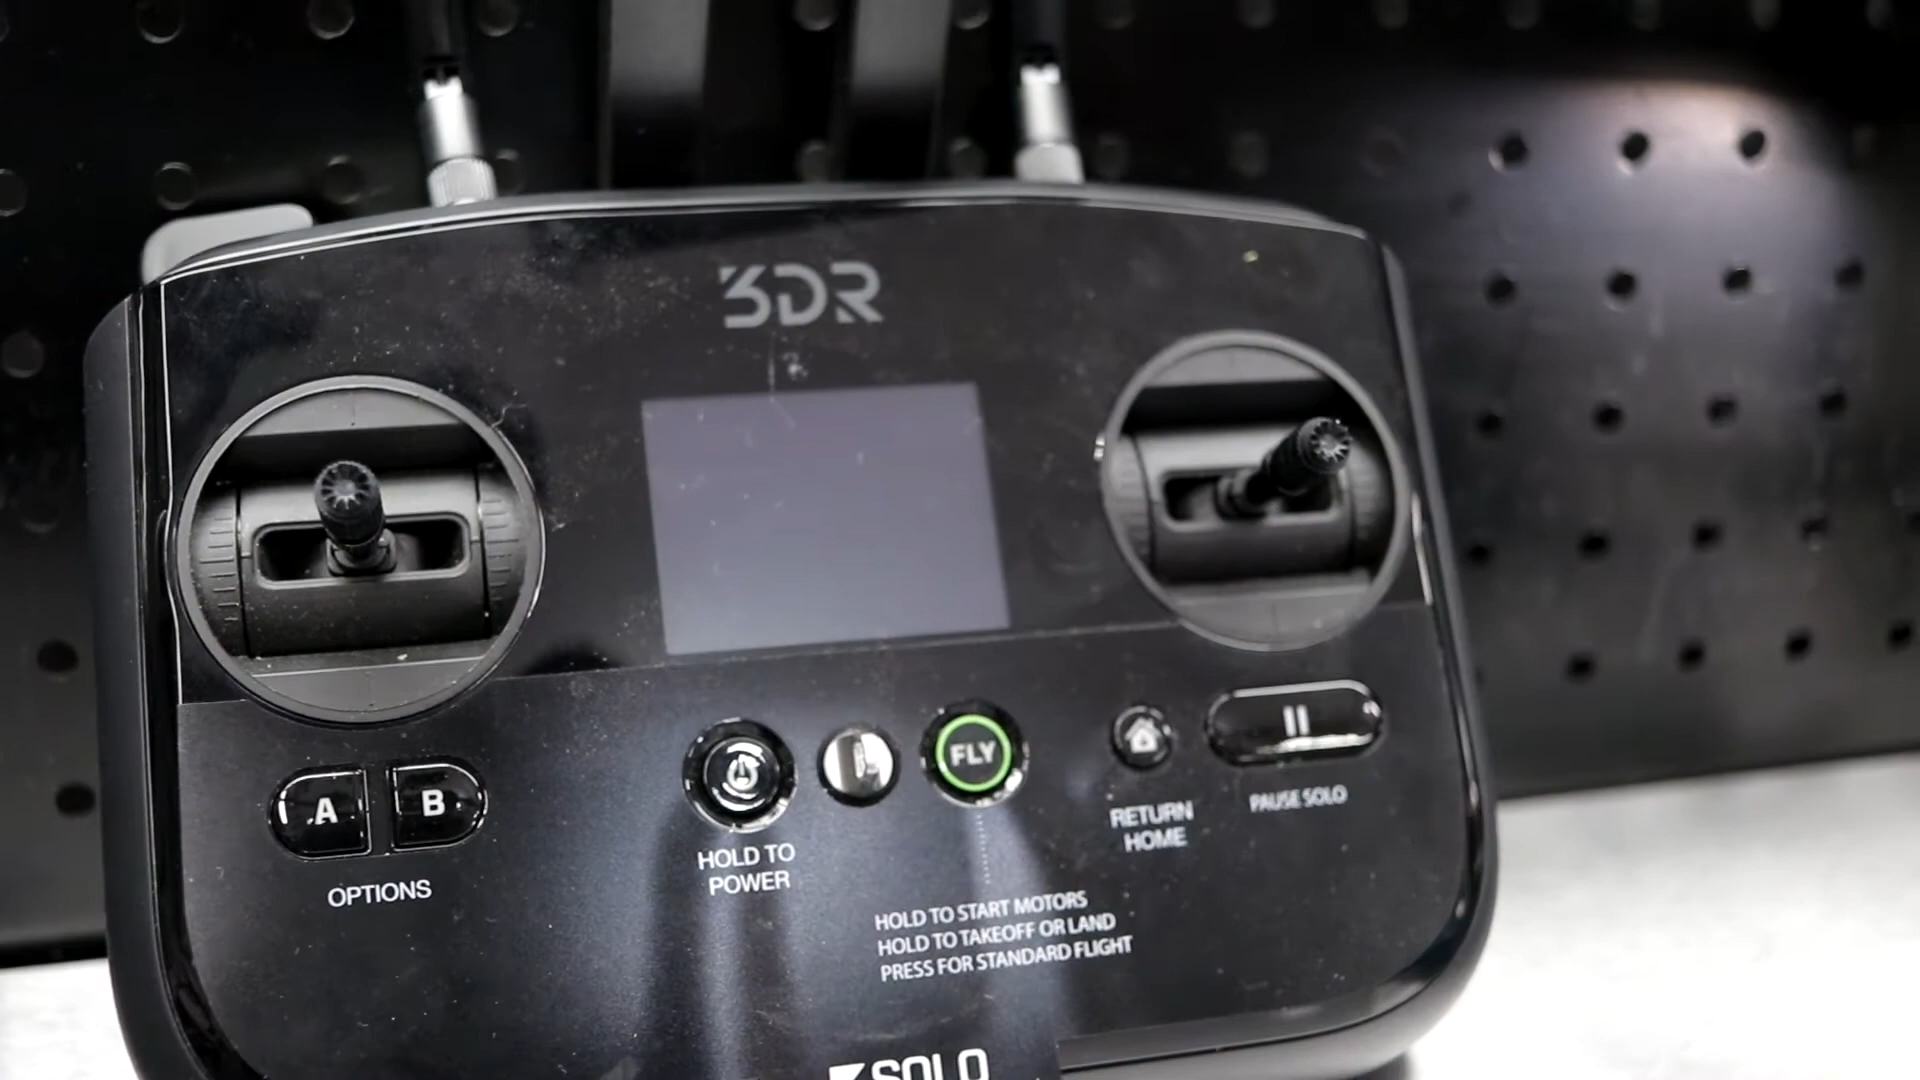 3DR
A B
OPTIONS
HOLD TO
POWER
FLY
HOLD TO START MOTORS
HOLD TO TAKEOFF OR LAND
PRESS FOR STANDARD FLIGHT
RETURN
HOME
PAUSE SOLO
SOLO